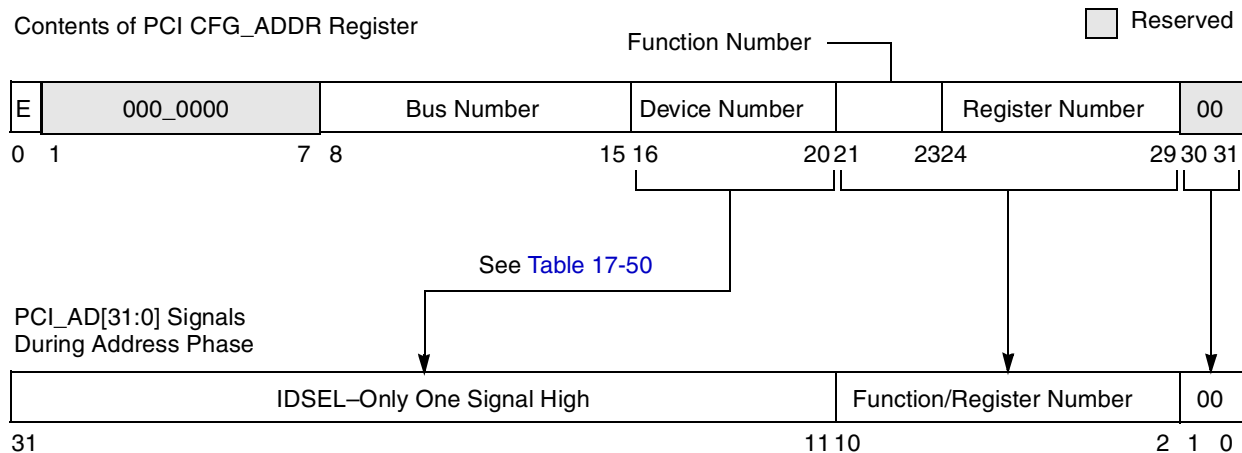 Contents of PCI CFG_ADDR Register
Reserved
Function Number
E 000_0000 Bus Number Device Number Register Number 00
0 1 7 8 15 16 20 21 23 24 29 30 31
See Table 17-50
PCI_AD[31:0] Signals
During Address Phase
IDSEL–Only One Signal High Function/Register Number 00
31 11 10 2 1 0